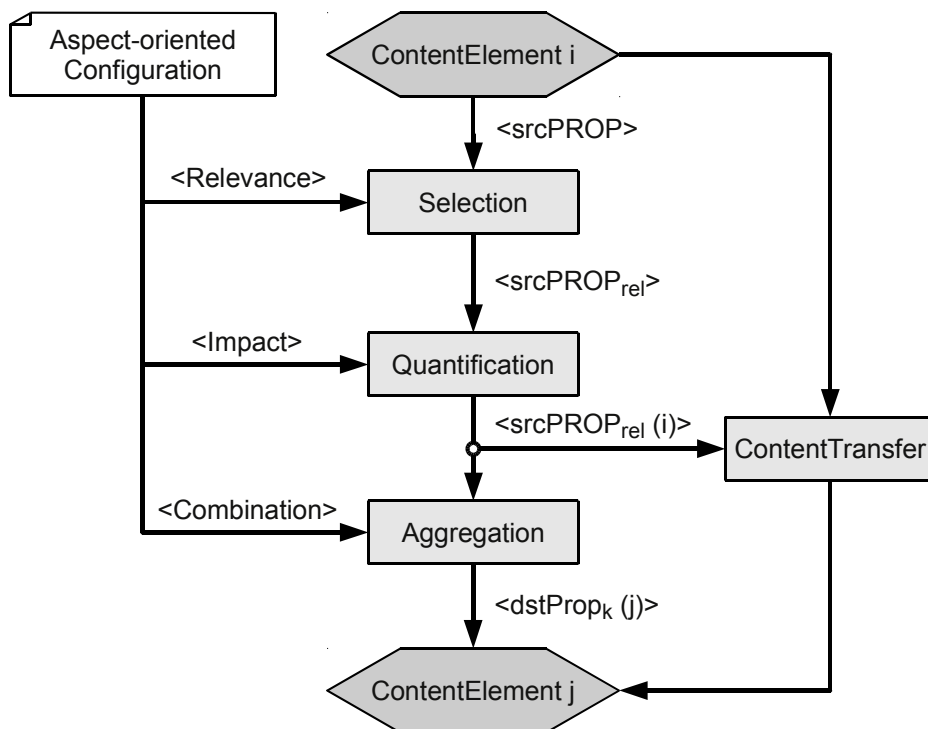 Aspect-oriented
Configuration
ContentElement i
<srcPROP>
<Relevance>
Selection
<srcPROPrel>
<Impact>
Quantification
<srcPROPrel (i)>
ContentTransfer
<Combination>
Aggregation
<dstPropk (j)>
ContentElement j